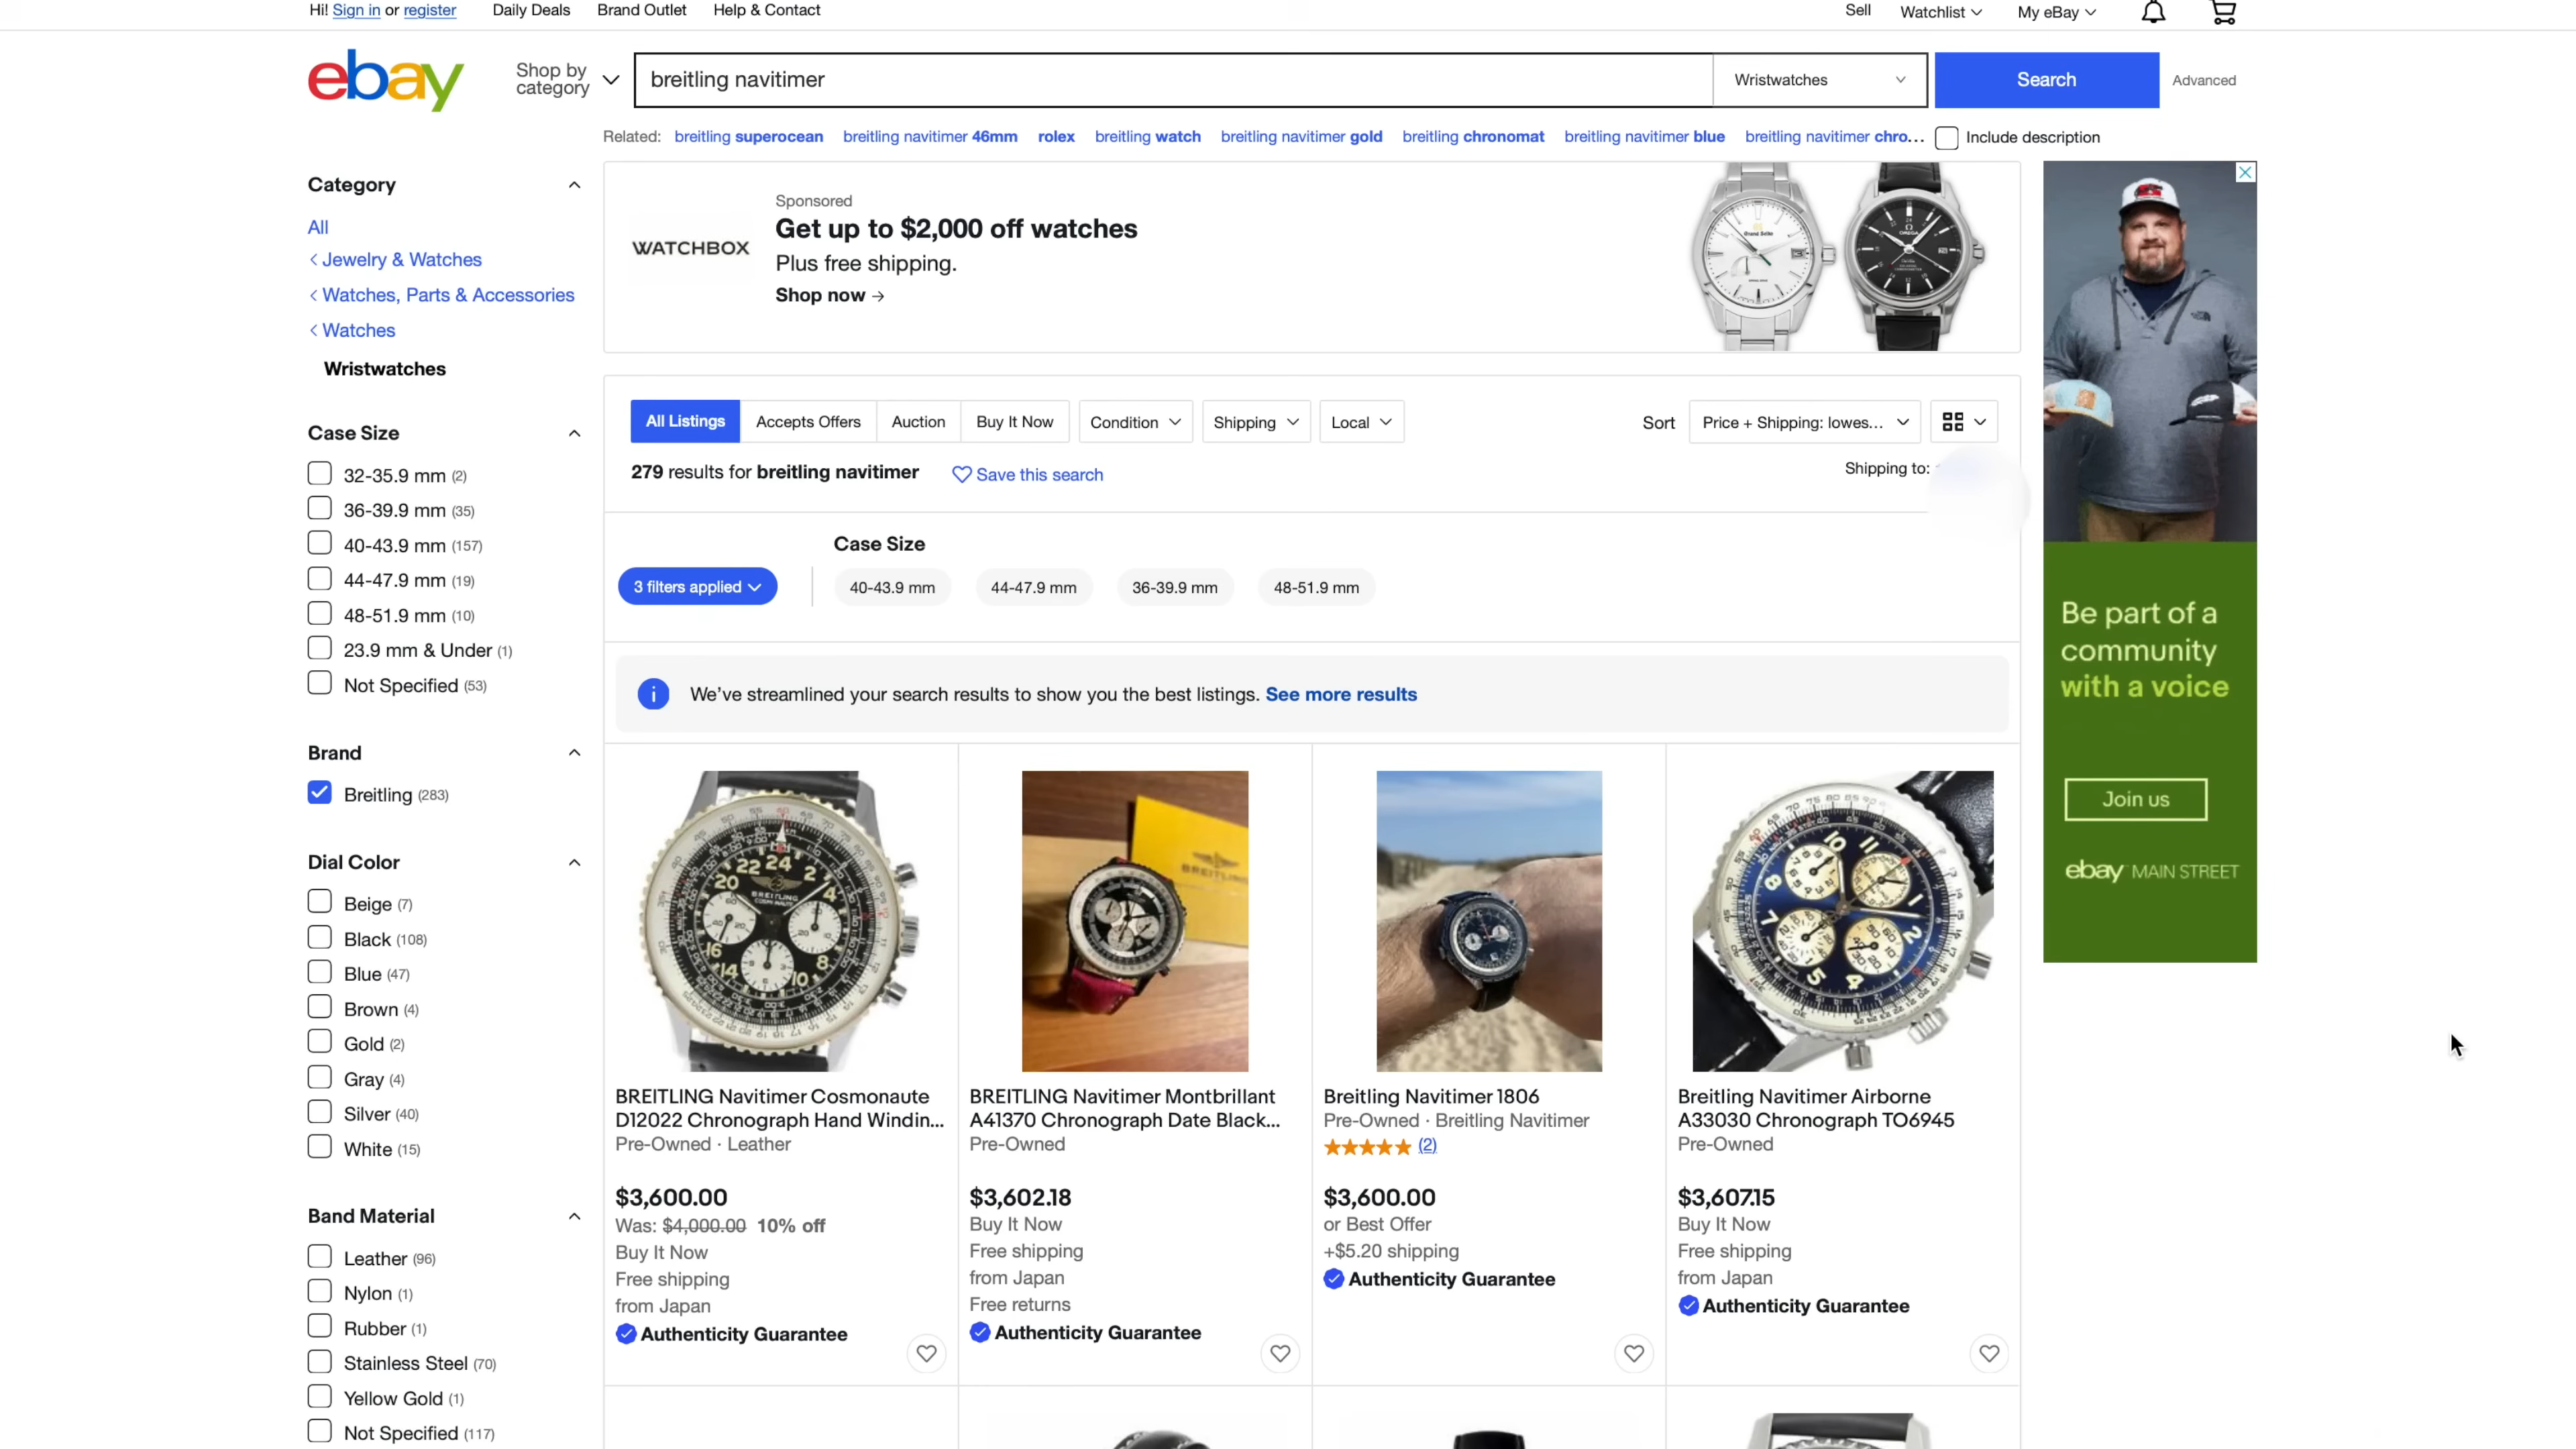 Hi! Sign in or register Daily Deals Brand Outlet Help & Contact Sell Watchlist My eBay
ebay Shop by category breitling navitimer Wristwatches Search Advanced
Related: breitling superocean breitling navitimer 46mm rolex breitling watch breitling navitimer gold breitling chronomat breitling navitimer blue breitling navitimer chro... Include description
Category
All
Jewelry & Watches
Watches, Parts & Accessories
Watches
Wristwatches
Case Size
32-35.9 mm (2)
36-39.9 mm (35)
40-43.9 mm (157)
44-47.9 mm (19)
48-51.9 mm (10)
23.9 mm & Under (1)
Not Specified (53)
Brand
Breitling (283)
Dial Color
Beige (7)
Black (108)
Blue (47)
Brown (4)
Gold (2)
Gray (4)
Silver (40)
White (15)
Band Material
Leather (96)
Nylon (1)
Rubber (1)
Stainless Steel (70)
Yellow Gold (1)
Not Specified (117)
WATCHBOX
Sponsored
Get up to $2,000 off watches
Plus free shipping.
Shop now →
All Listings Accepts Offers Auction Buy It Now Condition Shipping Local Sort Price + Shipping: lowes...
279 results for breitling navitimer Save this search Shipping to:
Case Size
3 filters applied 40-43.9 mm 44-47.9 mm 36-39.9 mm 48-51.9 mm
We've streamlined your search results to show you the best listings. See more results
BREITLING Navitimer Cosmonaute
D12022 Chronograph Hand Windin...
Pre-Owned · Leather
$3,600.00
Was: $4,000.00 10% off
Buy It Now
Free shipping
from Japan
Authenticity Guarantee
BREITLING Navitimer Montbrillant
A41370 Chronograph Date Black...
Pre-Owned
$3,602.18
Buy It Now
Free shipping
from Japan
Free returns
Authenticity Guarantee
Breitling Navitimer 1806
Pre-Owned · Breitling Navitimer
(2)
$3,600.00
or Best Offer
+$5.20 shipping
Authenticity Guarantee
Breitling Navitimer Airborne
A33030 Chronograph TO6945
Pre-Owned
$3,607.15
Buy It Now
Free shipping
from Japan
Authenticity Guarantee
Be part of a
community
with a voice
Join us
ebay MAIN STREET